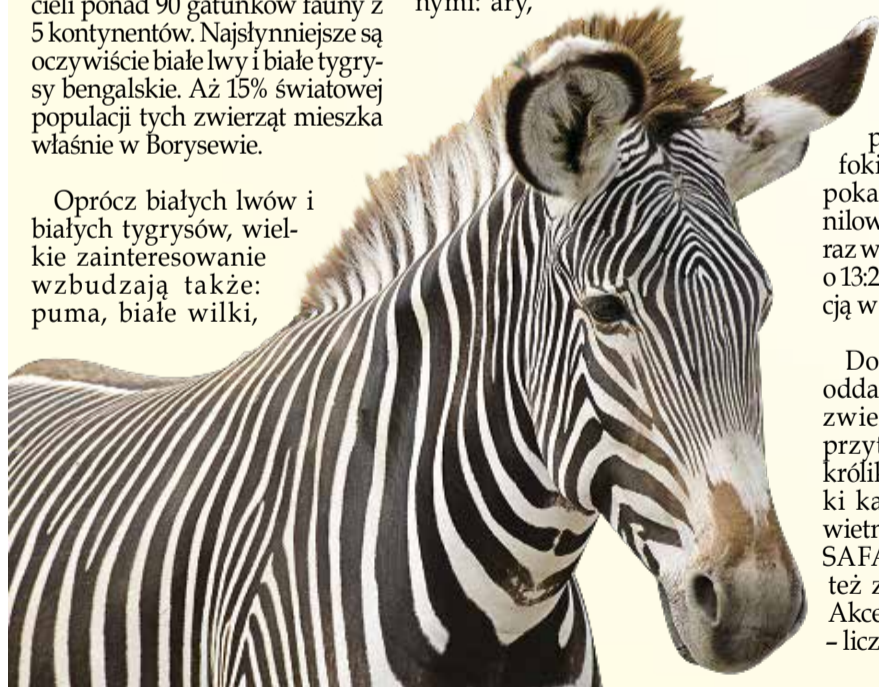 cieli ponad 90 gatunków fauny z
5 kontynentów. Najsłynniejsze są
oczywiście białe lwy i białe tygry-
sy bengalskie. Aż 15% światowej
populacji tych zwierząt mieszka
właśnie w Borysewie.
Oprócz białych lwów i
białych tygrysów, wiel-
kie zainteresowanie
wzbudzają także:
puma, białe wilki,
nymi: ary,
p
foki
poka
nilow
raz w
o 13:2
cją w
Do
odda
zwie
przyt
królik
ki ka
wietn
SAFA
też z
Akce
– licz